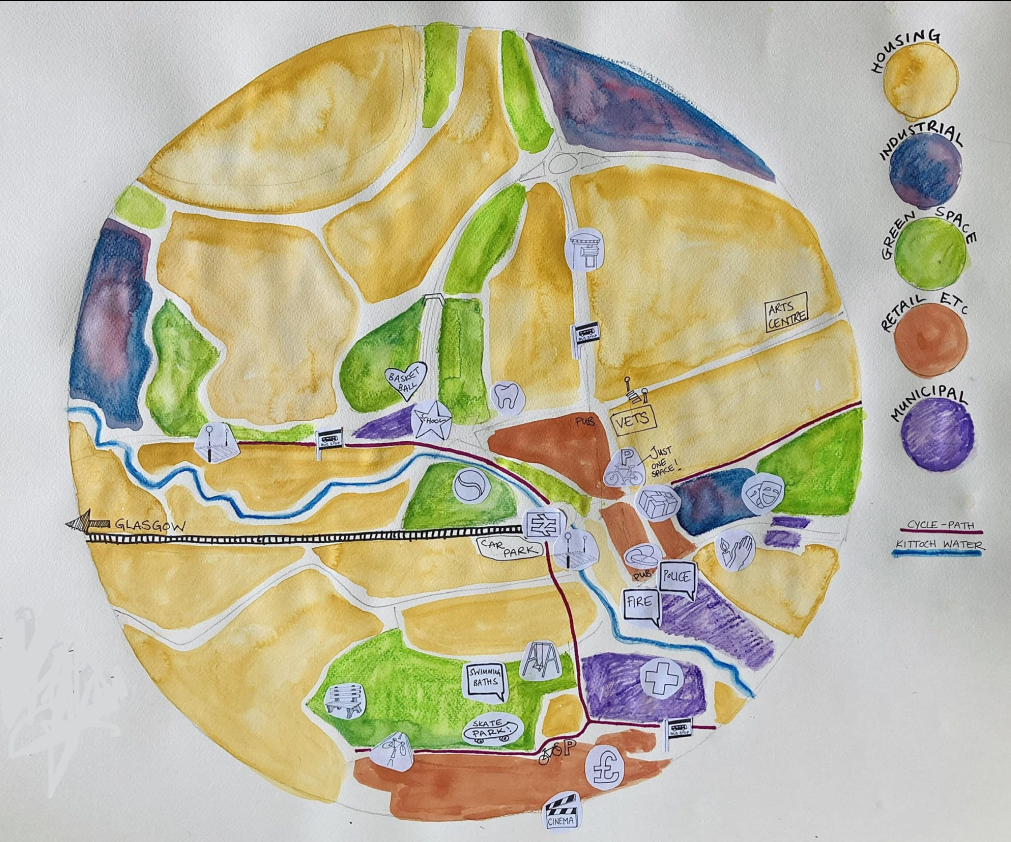 HOUSING
INDUSTRIAL
GREEN SPACE
RETAIL ETC
MUNICIPAL
CYCLE-PATH
KITTOCH WATER
ARTS
CENTRE
BASKET
BALL
PUB
VETS
P
JUST
ONE
SPACE!
GLASGOW
CAR
PARK
PUB
POLICE
FIRE
SWIMMING
BATHS
SKATE
PARK!
P
£
CINEMA